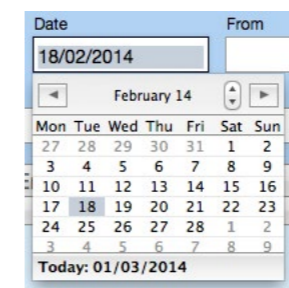 Date From
18/02/2014
February 14
Mon Tue Wed Thu Fri Sat Sun
27 28 29 30 31 1 2
3 4 5 6 7 8 9
10 11 12 13 14 15 16
17 18 19 20 21 22 23
24 25 26 27 28 1 2
3 4 5 6 7 8 9
Today: 01/03/2014